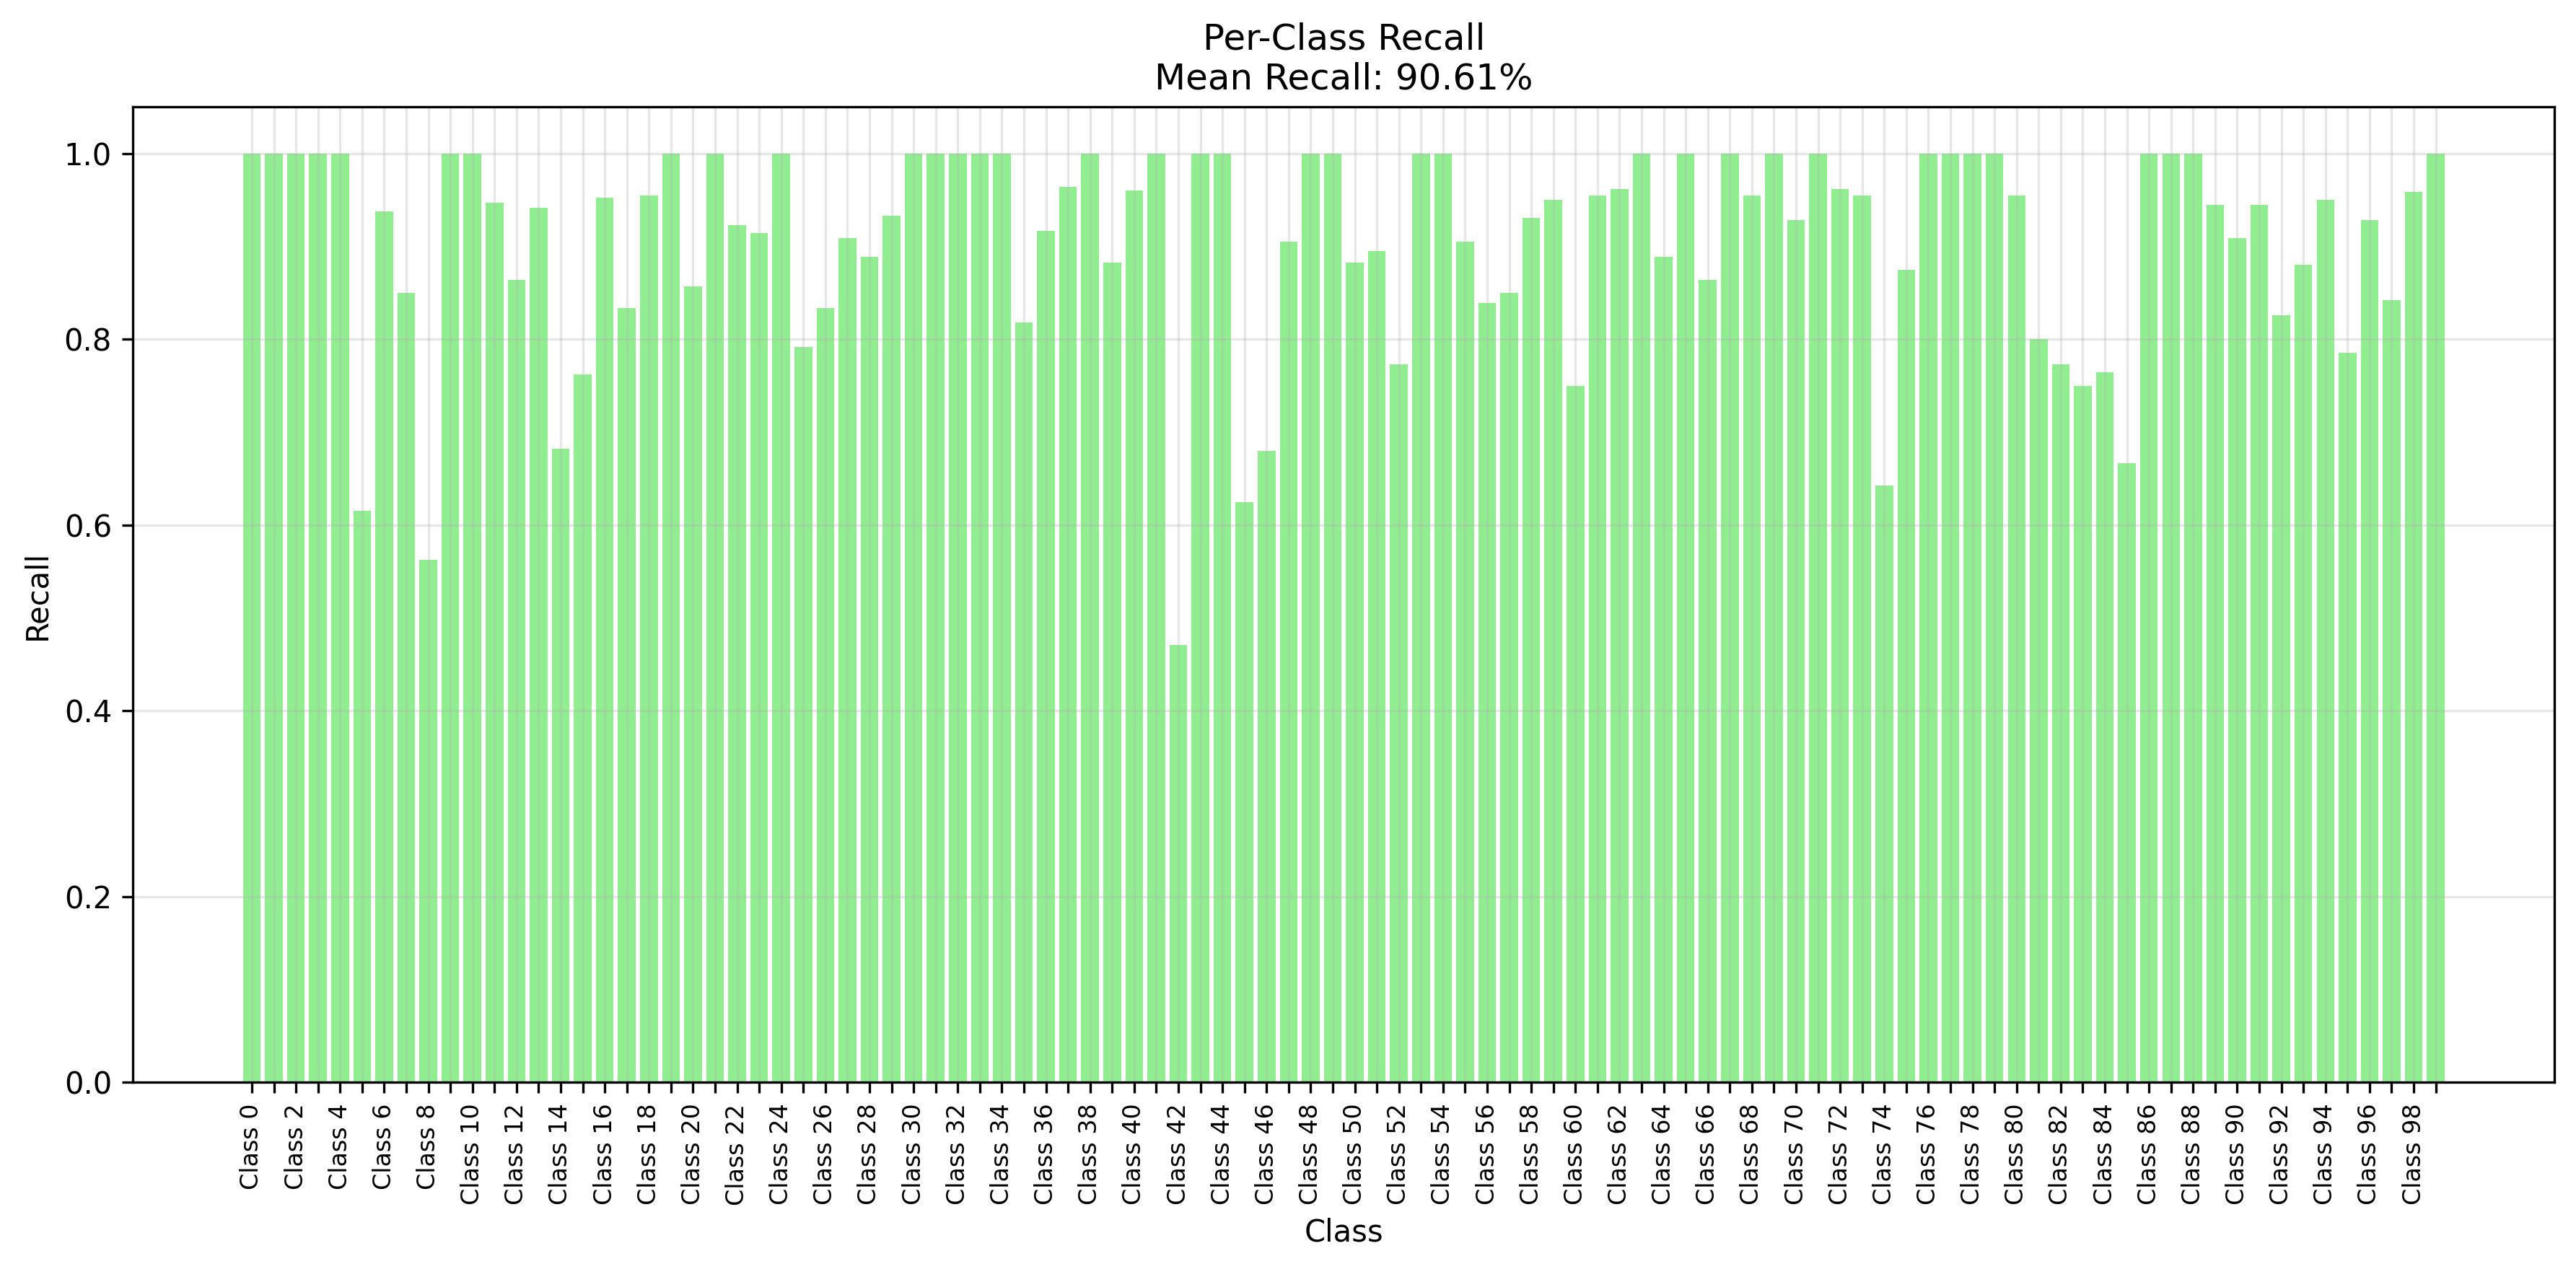 Per-Class Recall
Mean Recall: 90.61%
Recall
1.0
0.8
0.6
0.4
0.2
0.0
Class 0
Class 2
Class 4
Class 6
Class 8
Class 10
Class 12
Class 14
Class 16
Class 18
Class 20
Class 22
Class 24
Class 26
Class 28
Class 30
Class 32
Class 34
Class 36
Class 38
Class 40
Class 42
Class 44
Class 46
Class 48
Class 50
Class 52
Class 54
Class 56
Class 58
Class 60
Class 62
Class 64
Class 66
Class 68
Class 70
Class 72
Class 74
Class 76
Class 78
Class 80
Class 82
Class 84
Class 86
Class 88
Class 90
Class 92
Class 94
Class 96
Class 98
Class